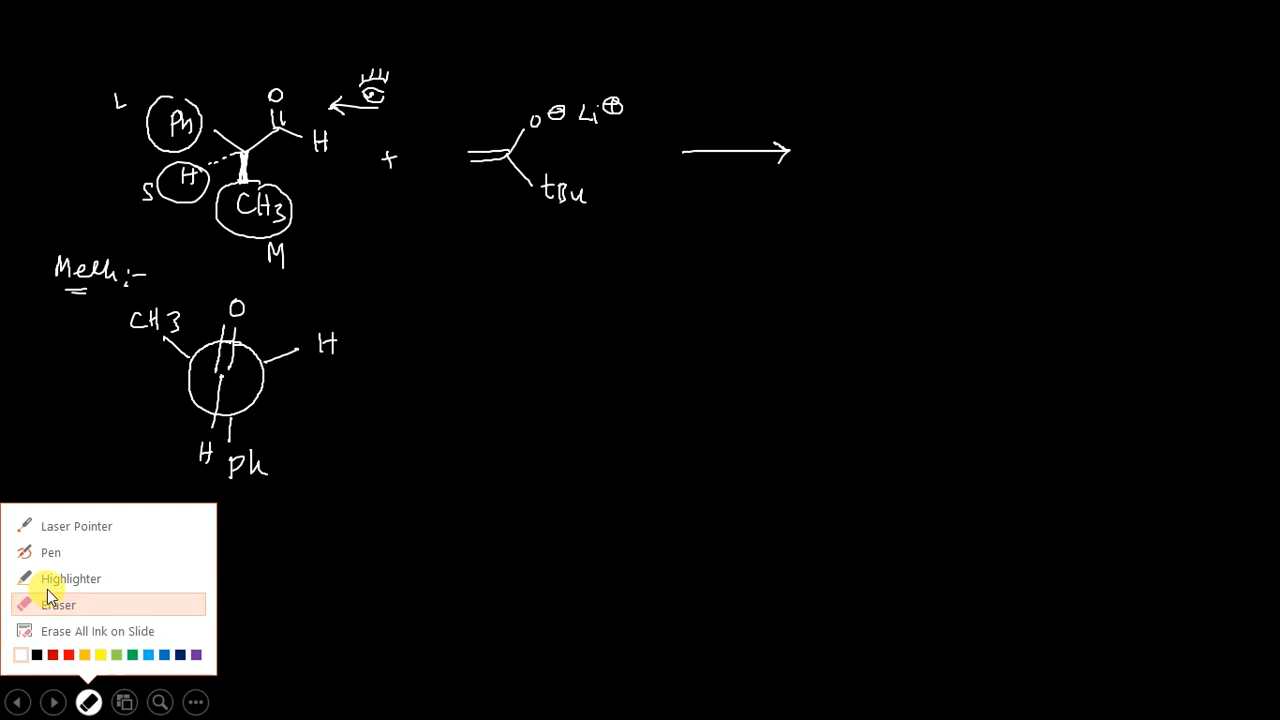 L Ph O H
S H
CH3
M
+
O ⊖ Li ⊕
tBu
Mech :-
CH3 O H
H Ph
Laser Pointer
Pen
Highlighter
Eraser
Erase All Ink on Slide